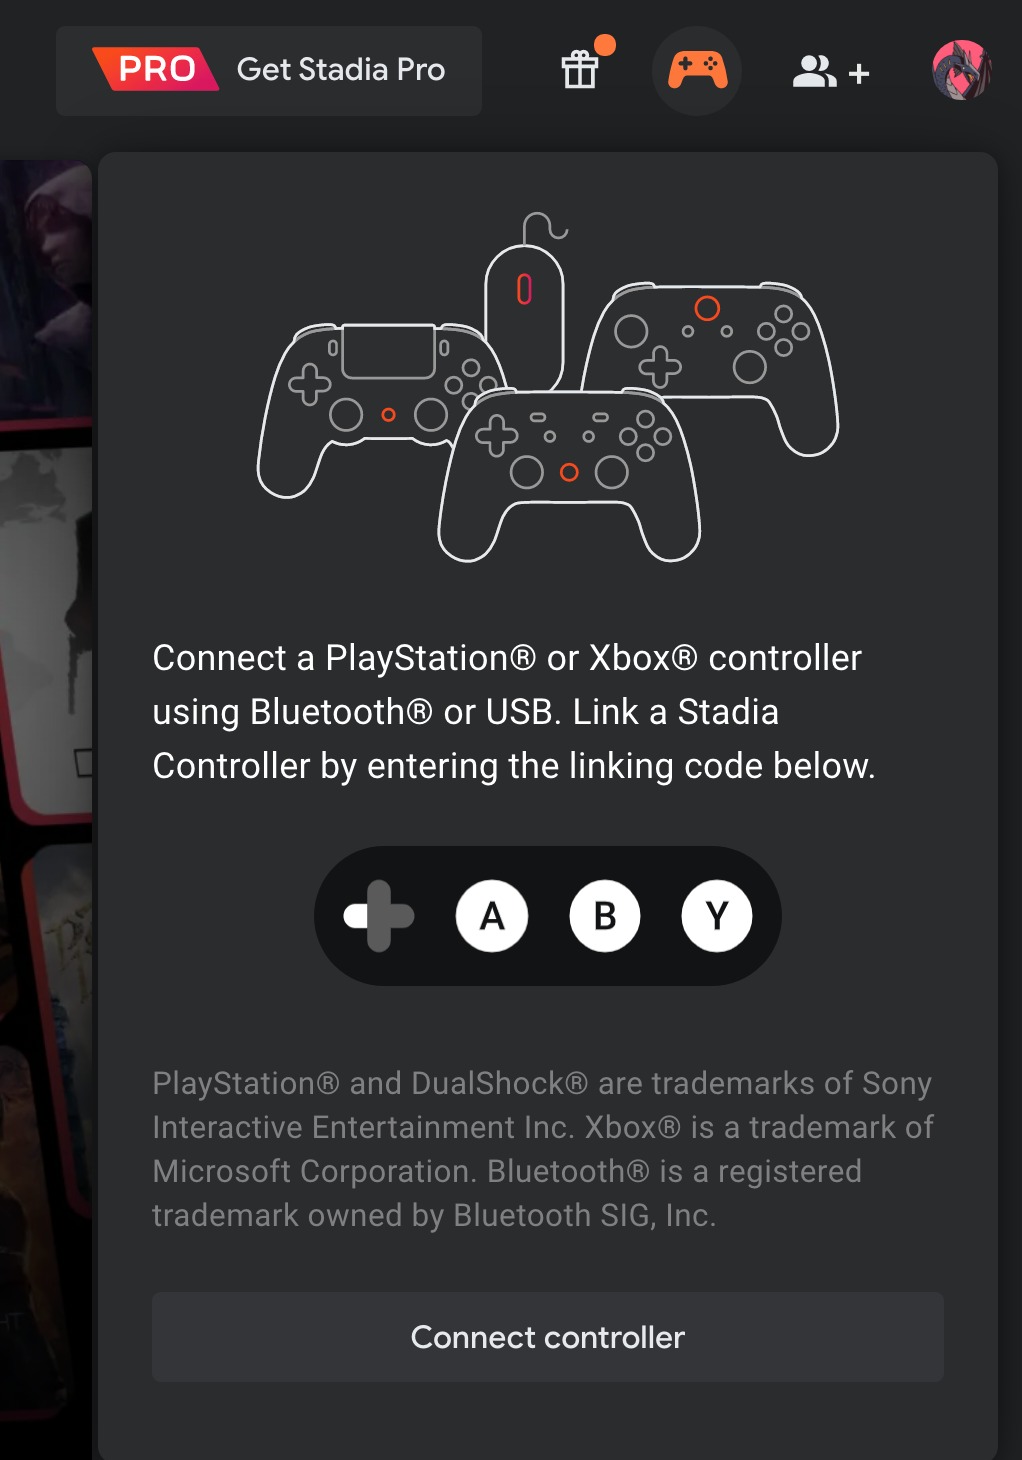 PRO Get Stadia Pro
Connect a PlayStation® or Xbox® controller
using Bluetooth® or USB. Link a Stadia
Controller by entering the linking code below.
A B Y
PlayStation® and DualShock® are trademarks of Sony
Interactive Entertainment Inc. Xbox® is a trademark of
Microsoft Corporation. Bluetooth® is a registered
trademark owned by Bluetooth SIG, Inc.
Connect controller